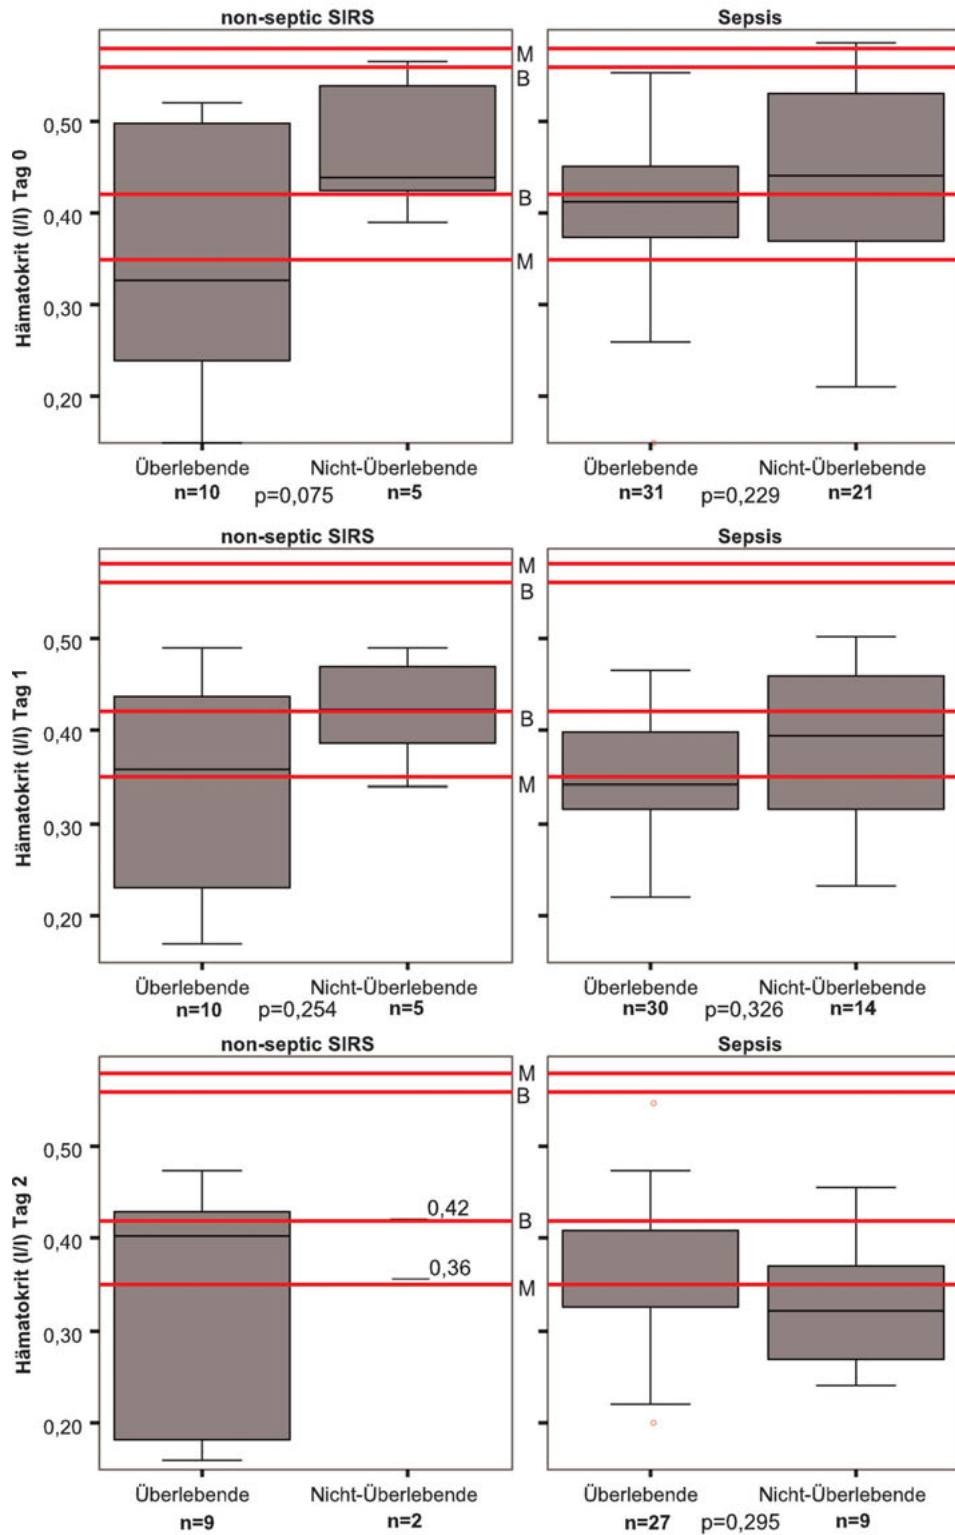 non-septic SIRS Sepsis
M
B
0,50
B
0,40
M
0,30
0,20
Hämatokrit (l/l) Tag 0
Überlebende Nicht-Überlebende Überlebende Nicht-Überlebende
n=10 p=0,075 n=5 n=31 p=0,229 n=21
non-septic SIRS Sepsis
M
B
0,50
B
0,40
M
0,30
0,20
Hämatokrit (l/l) Tag 1
Überlebende Nicht-Überlebende Überlebende Nicht-Überlebende
n=10 p=0,254 n=5 n=30 p=0,326 n=14
non-septic SIRS Sepsis
M
B
0,50
0,42
B
0,40
0,36
M
0,30
0,20
Hämatokrit (l/l) Tag 2
Überlebende Nicht-Überlebende Überlebende Nicht-Überlebende
n=9 n=2 n=27 p=0,295 n=9